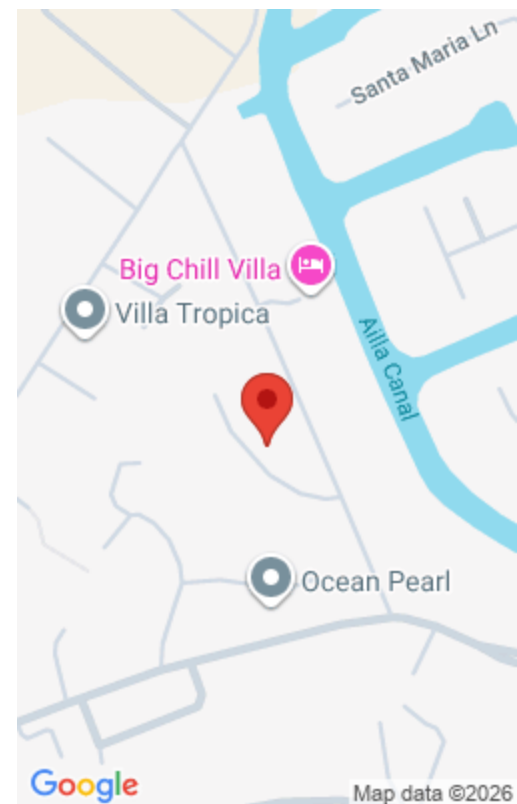 Santa Maria Ln
Big Chill Villa
Villa Tropica
Ailla Canal
Ocean Pearl
Google
Map data ©2026